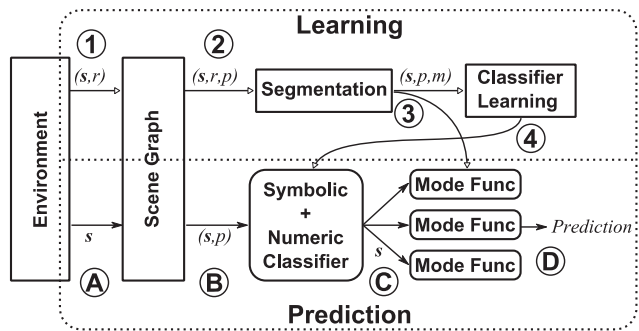 Learning
1
2
(s,r)
(s,r,p)
(s,p,m)
Segmentation
Classifier
Learning
3
4
Environment
Scene Graph
Symbolic
+
Numeric
Classifier
Mode Func
Mode Func
Mode Func
Prediction
s
(s,p)
s
A
B
C
D
Prediction